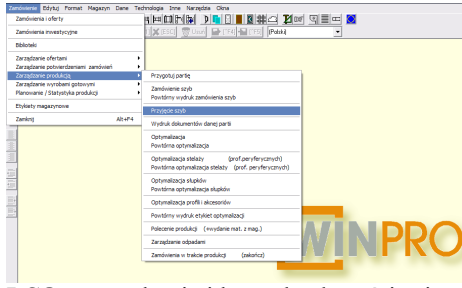 Zamówienie Edytuj Format Magazyn Dane Technologia Inne Narzędzia Okna
Zamówienia i oferty
Zamówienia inwestycyjne
Biblioteki
Zarządzanie ofertami
Zarządzanie potwierdzeniami zamówień
Zarządzanie produkcją
Zarządzanie wyrobami gotowymi
Planowanie / Statystyka produkcji
Etykiety magazynowe
Zamknij Alt+F4
[ESC] Usuń [F4] [F5] (Polski)
Przygotuj partię
Zamówienie szyb
Powtórny wydruk zamówienia szyb
Przyjęcie szyb
Wydruk dokumentów danej partii
Optymalizacja
Powtórna optymalizacja
Optymalizacja stelaży (prof.peryferycznych)
Powtórna optymalizacja stelaży (prof. peryferycznych)
Optymalizacja słupków
Powtórna optymalizacja słupków
Optymalizacja profili i akcesoriów
Powtórny wydruk etykiet optymalizacji
Polecenie produkcji (+wydanie mat. z mag.)
Zarządzanie odpadami
Zamówienia w trakcie produkcji (zakończ)
WINPRO